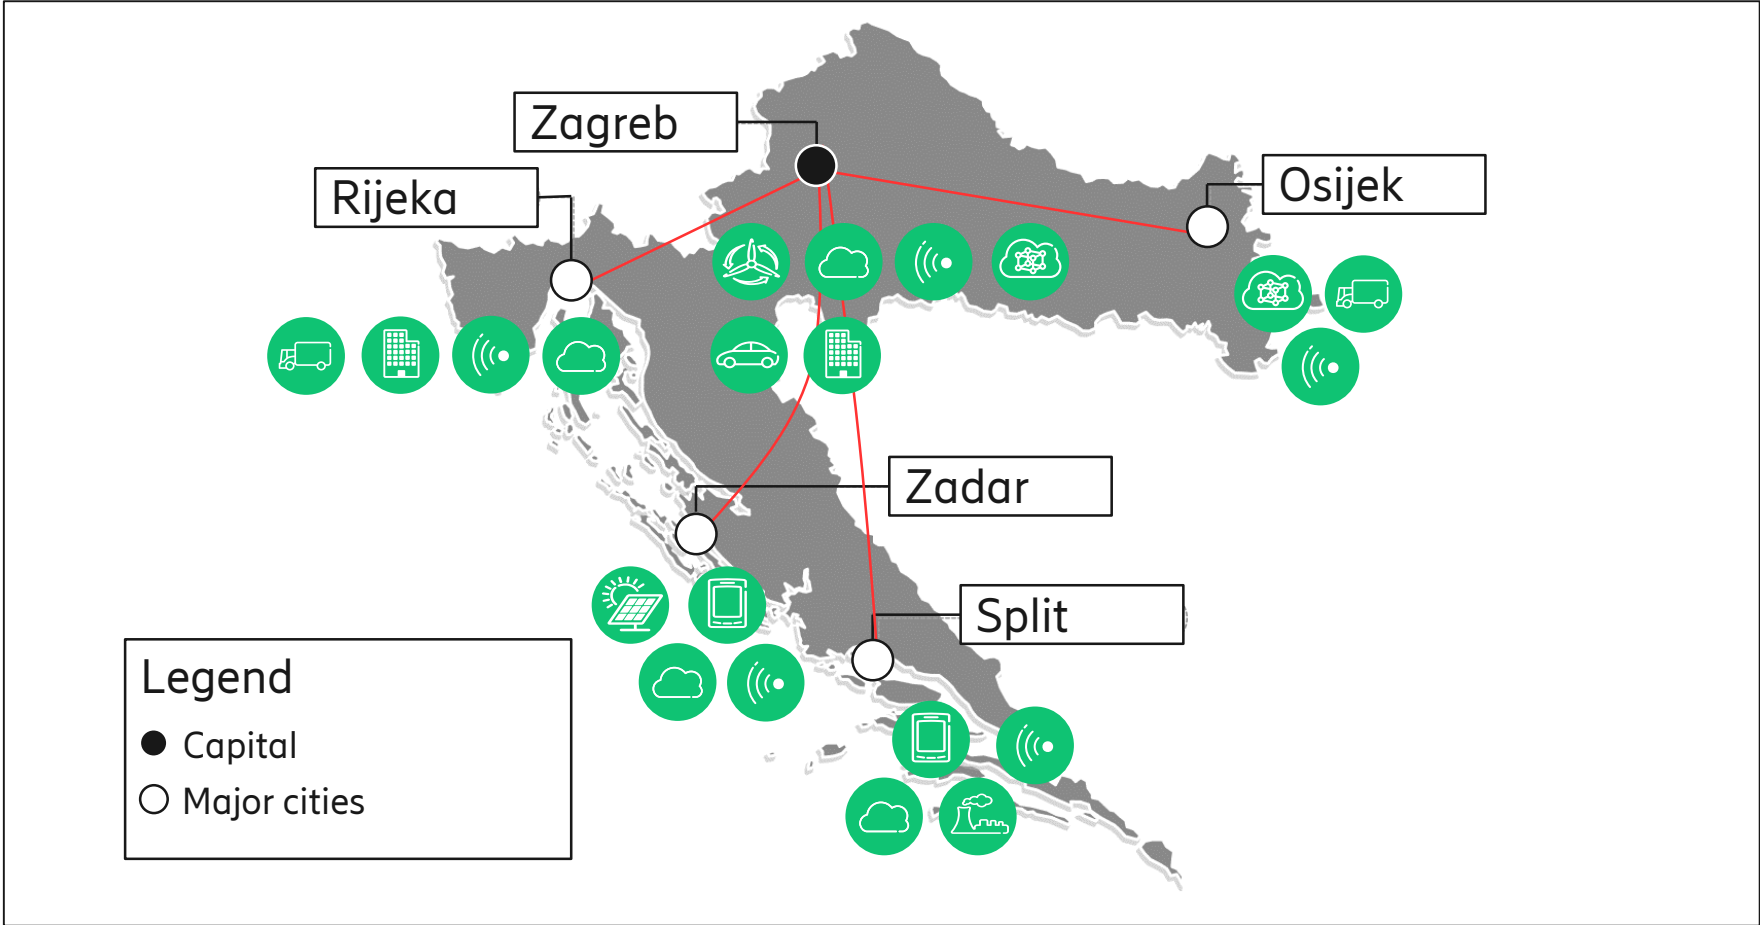 Zagreb
Rijeka
Osijek
Zadar
Split
Legend
Capital
Major cities